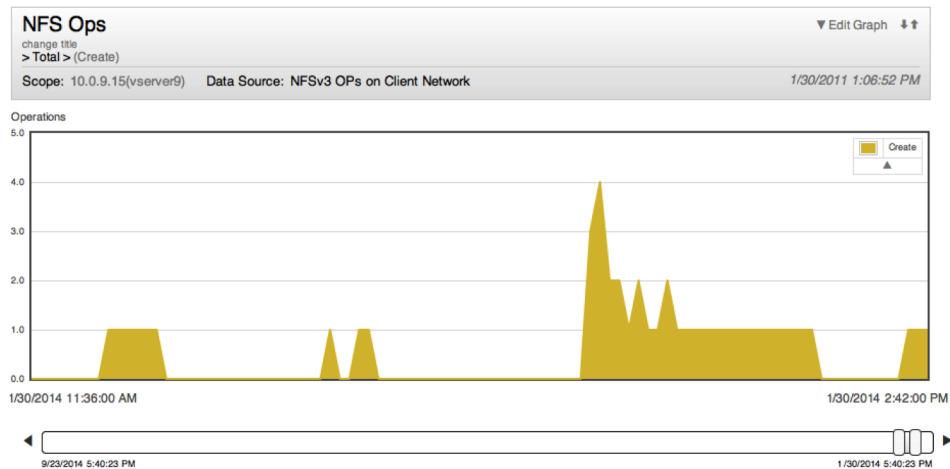 NFS Ops
▼ Edit Graph
change title
> Total > (Create)
Scope: 10.0.9.15(vserver9) Data Source: NFSv3 OPs on Client Network 1/30/2011 1:06:52 PM
Operations
5.0
Create
4.0
3.0
2.0
1.0
0.0
1/30/2014 11:36:00 AM 1/30/2014 2:42:00 PM
9/23/2014 5:40:23 PM 1/30/2014 5:40:23 PM